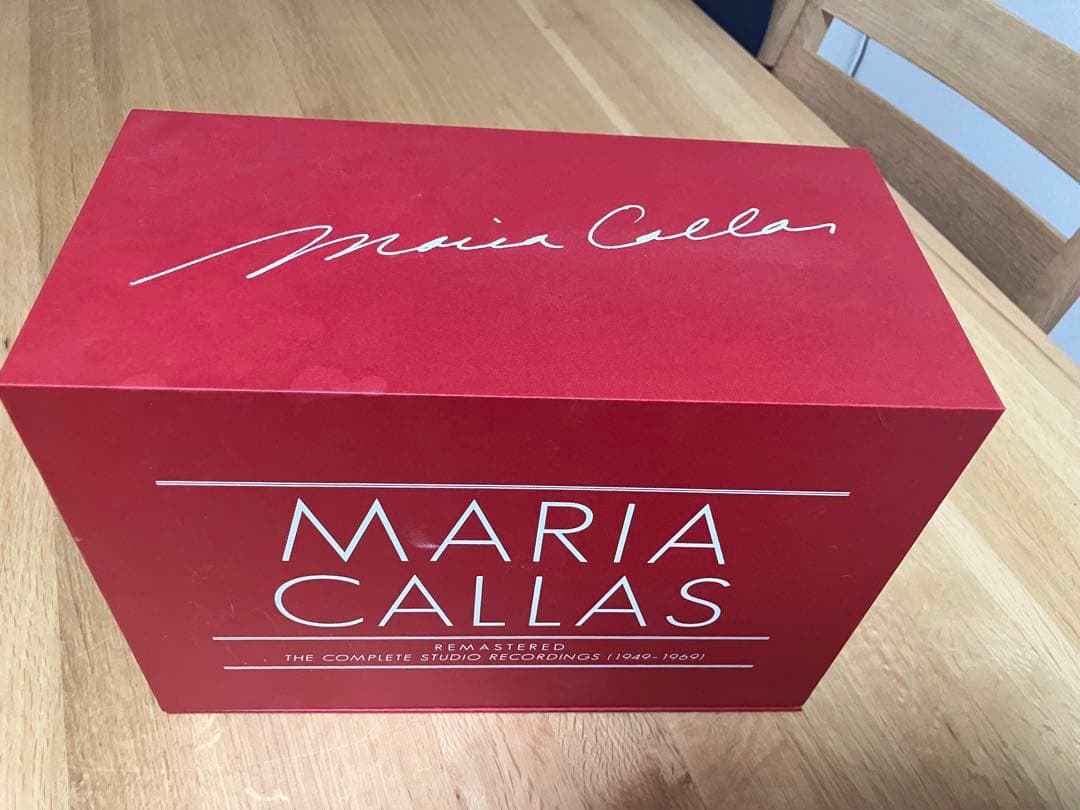 Maria Callas
MARIA
CALLAS
REMASTERED
THE COMPLETE STUDIO RECORDINGS (1949-1969)